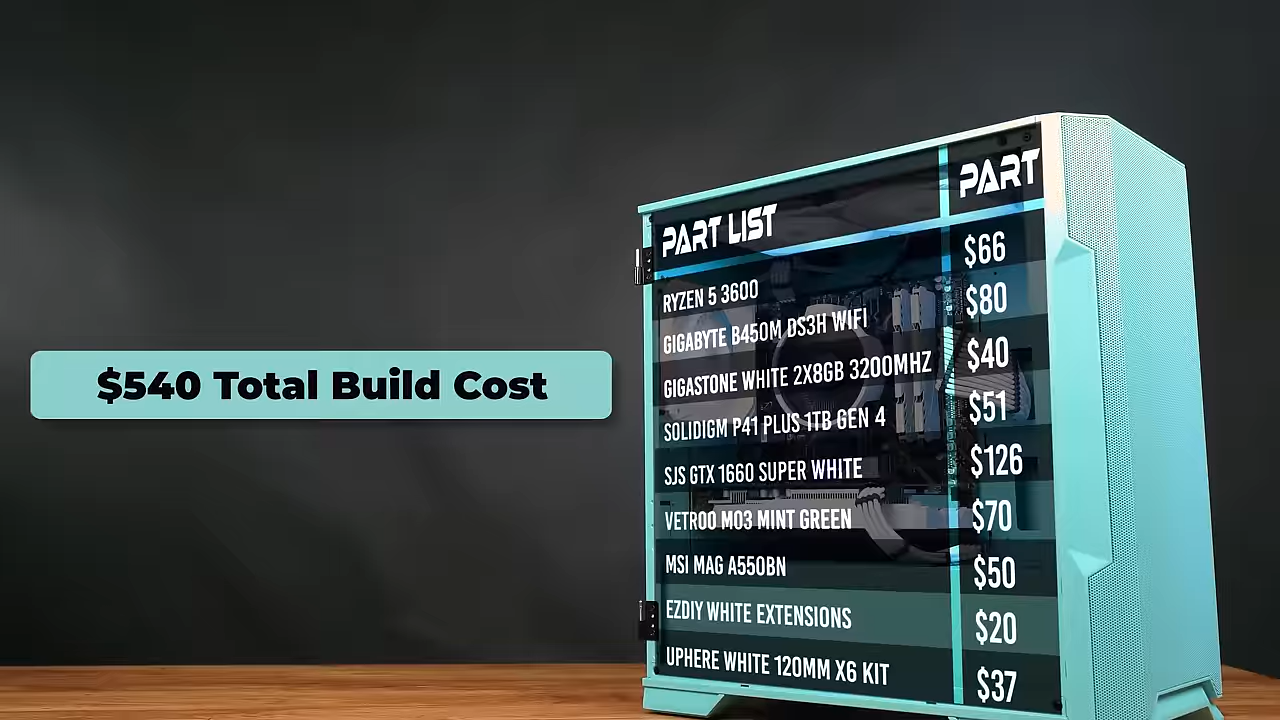 $540 Total Build Cost
PART LIST PART
RYZEN 5 3600 $66
GIGABYTE B450M DS3H WIFI $80
GIGASTONE WHITE 2X8GB 3200MHZ $40
SOLIDIGM P41 PLUS 1TB GEN 4 $51
SJS GTX 1660 SUPER WHITE $126
VETROO M03 MINT GREEN $70
MSI MAG A550BN $50
EZDIY WHITE EXTENSIONS $20
UPHERE WHITE 120MM X6 KIT $37